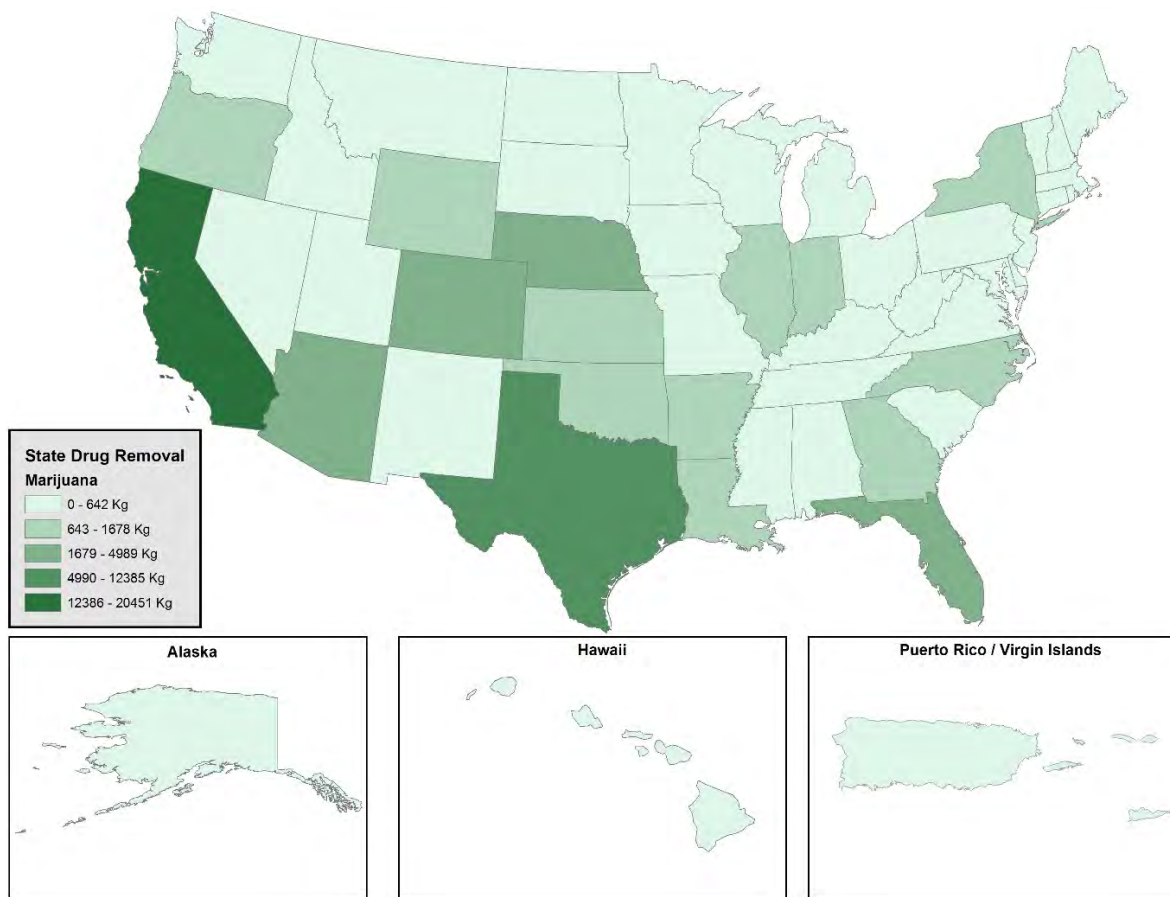 State Drug Removal
Marijuana
0 - 642 Kg
643 - 1678 Kg
1679 - 4989 Kg
4990 - 12385 Kg
12386 - 20451 Kg
Alaska
Hawaii
Puerto Rico / Virgin Islands